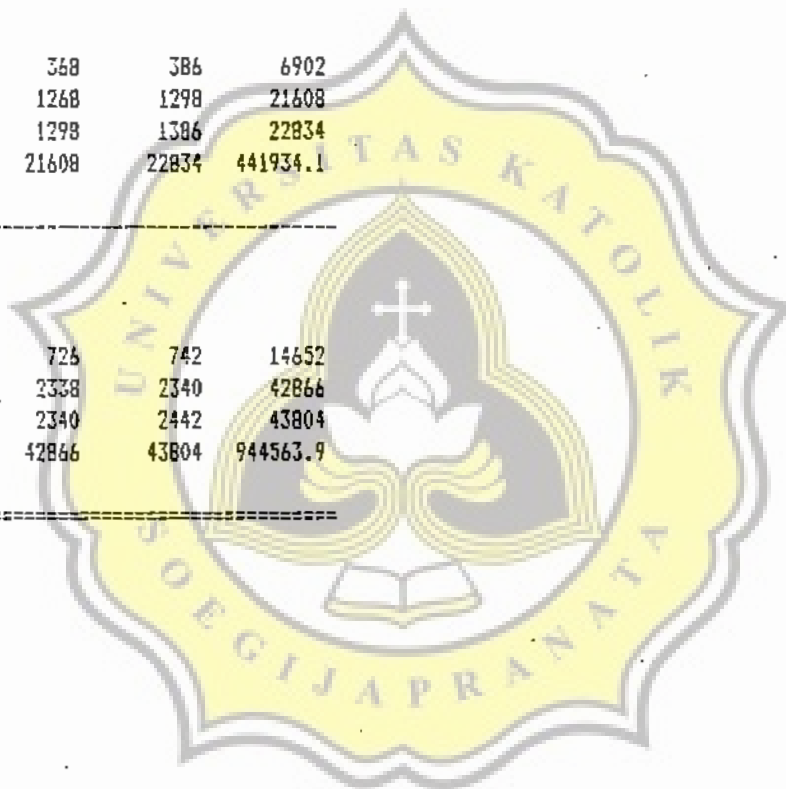 368 386 6902
1268 1298 21608
1298 1386 22834
21608 22834 441934.1
726 742 14652
2338 2340 42866
2340 2442 43804
42866 43804 944563.9
UNIVERSITAS KATOLIK
SOEGIJAPRANATA